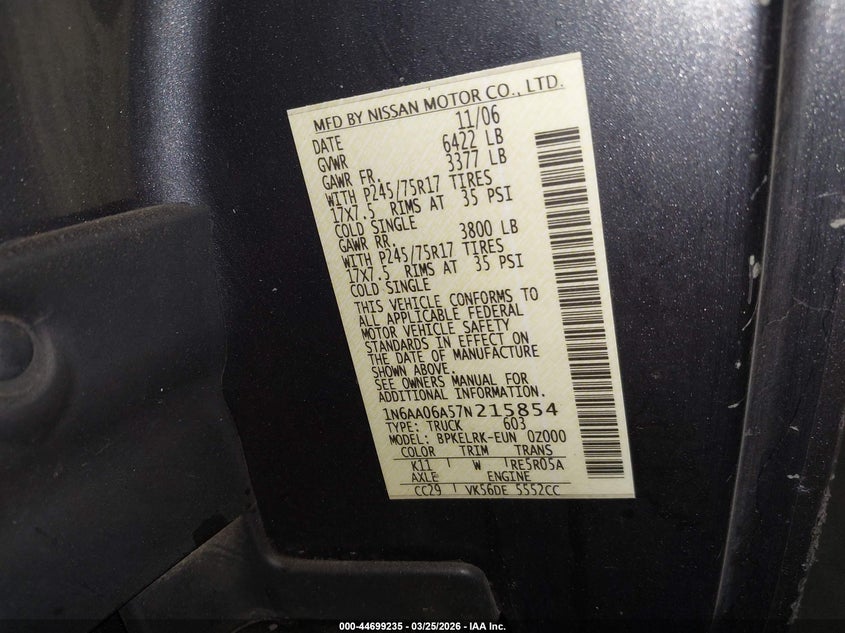 MFD BY NISSAN MOTOR CO., LTD.
DATE 11/06
GVWR 6422 LB
GAWR FR. 3377 LB
WITH P245/75R17 TIRES
17X7.5 RIMS AT 35 PSI
COLD SINGLE
GAWR RR. 3800 LB
WITH P245/75R17 TIRES
17X7.5 RIMS AT 35 PSI
COLD SINGLE
THIS VEHICLE CONFORMS TO
ALL APPLICABLE FEDERAL
MOTOR VEHICLE SAFETY
STANDARDS IN EFFECT ON
THE DATE OF MANUFACTURE
SHOWN ABOVE.
SEE OWNERS MANUAL FOR
ADDITIONAL INFORMATION.
1N6AA06A57N215854
TYPE: TRUCK 603
MODEL: BPKELRK-EUN 0Z000
COLOR TRIM TRANS
K11 W RE5R05A
AXLE ENGINE
CC29 VK56DE 5552CC
000-44699235 - 03/25/2026 - IAA Inc.